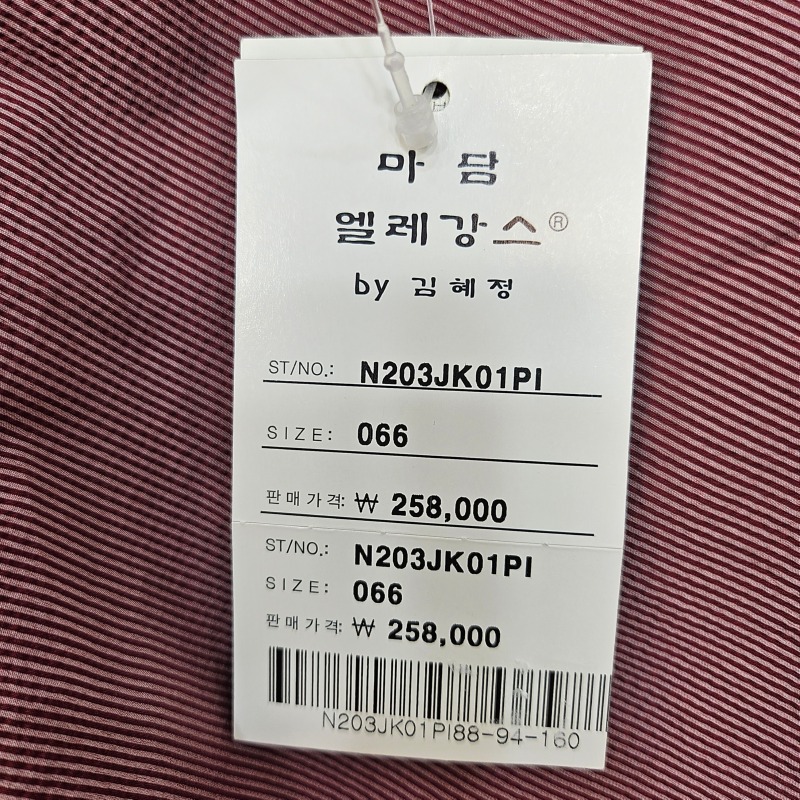 마 담
엘레강스®
by 김혜정
ST/NO.: N203JK01PI
SIZE: 066
판매가격: ₩ 258,000
ST/NO.: N203JK01PI
SIZE: 066
판매가격: ₩ 258,000
N203JK01PI88-94-160